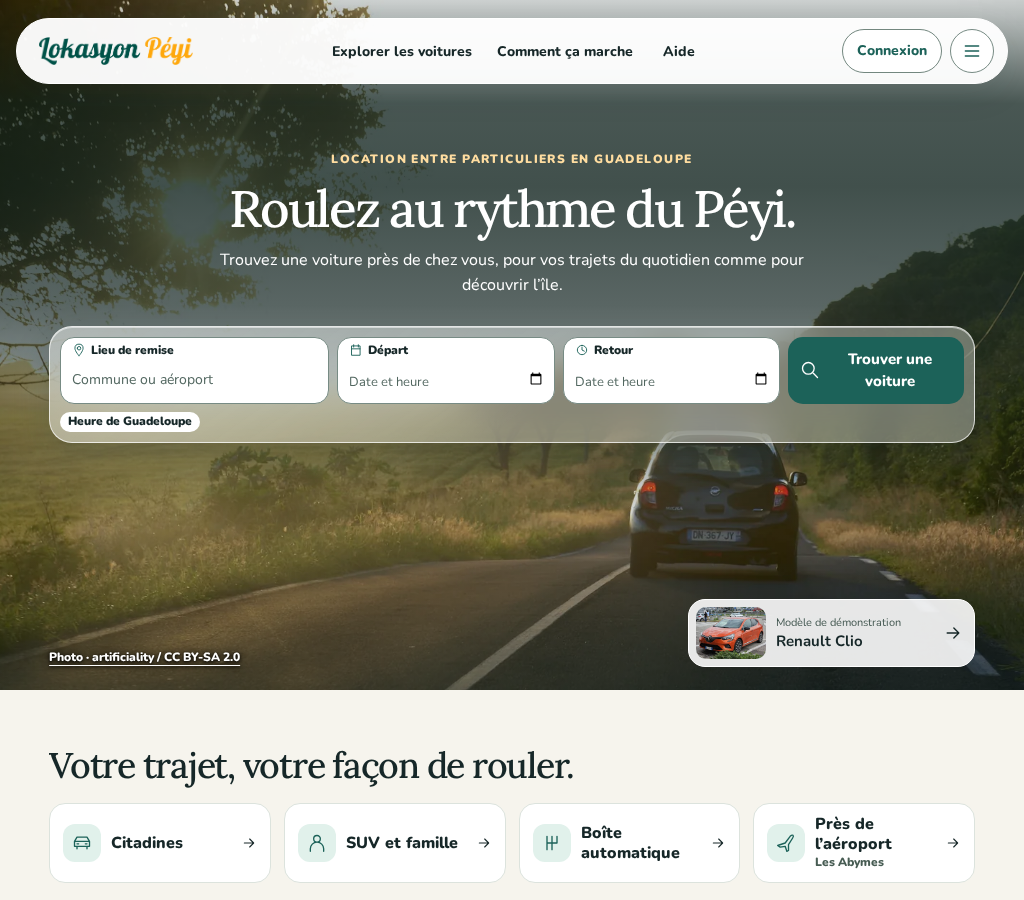 Lokasyon Péyi
Explorer les voitures
Comment ça marche
Aide
Connexion
LOCATION ENTRE PARTICULIERS EN GUADELOUPE
Roulez au rythme du Péyi.
Trouvez une voiture près de chez vous, pour vos trajets du quotidien comme pour
découvrir l’île.
Lieu de remise
Commune ou aéroport
Départ
Date et heure
Retour
Date et heure
Trouver une
voiture
Heure de Guadeloupe
DN-367-JY
Modèle de démonstration
Renault Clio
Photo · artificiality / CC BY-SA 2.0
Votre trajet, votre façon de rouler.
Citadines
SUV et famille
Boîte
automatique
Près de
l’aéroport
Les Abymes